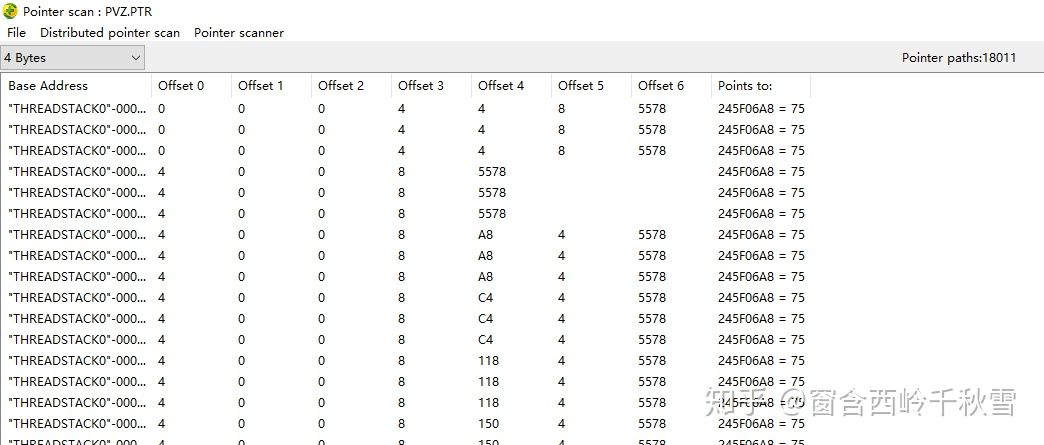 Pointer scan : PVZ.PTR
File Distributed pointer scan Pointer scanner
4 Bytes Pointer paths:18011
Base Address Offset 0 Offset 1 Offset 2 Offset 3 Offset 4 Offset 5 Offset 6 Points to:
"THREADSTACK0"-000... 0 0 0 4 4 8 5578 245F06A8 = 75
"THREADSTACK0"-000... 0 0 0 4 4 8 5578 245F06A8 = 75
"THREADSTACK0"-000... 0 0 0 4 4 8 5578 245F06A8 = 75
"THREADSTACK0"-000... 4 0 0 8 5578 245F06A8 = 75
"THREADSTACK0"-000... 4 0 0 8 5578 245F06A8 = 75
"THREADSTACK0"-000... 4 0 0 8 5578 245F06A8 = 75
"THREADSTACK0"-000... 4 0 0 8 A8 4 5578 245F06A8 = 75
"THREADSTACK0"-000... 4 0 0 8 A8 4 5578 245F06A8 = 75
"THREADSTACK0"-000... 4 0 0 8 A8 4 5578 245F06A8 = 75
"THREADSTACK0"-000... 4 0 0 8 C4 4 5578 245F06A8 = 75
"THREADSTACK0"-000... 4 0 0 8 C4 4 5578 245F06A8 = 75
"THREADSTACK0"-000... 4 0 0 8 C4 4 5578 245F06A8 = 75
"THREADSTACK0"-000... 4 0 0 8 118 4 5578 245F06A8 = 75
"THREADSTACK0"-000... 4 0 0 8 118 4 5578 245F06A8 = 75
"THREADSTACK0"-000... 4 0 0 8 118 4 5578 245F06A8 = 75
"THREADSTACK0"-000... 4 0 0 8 150 4 5578 245F06A8 = 75
"THREADSTACK0"-000... 4 0 0 8 150 4 5578 245F06A8 = 75
知乎 @窗含西岭千秋雪